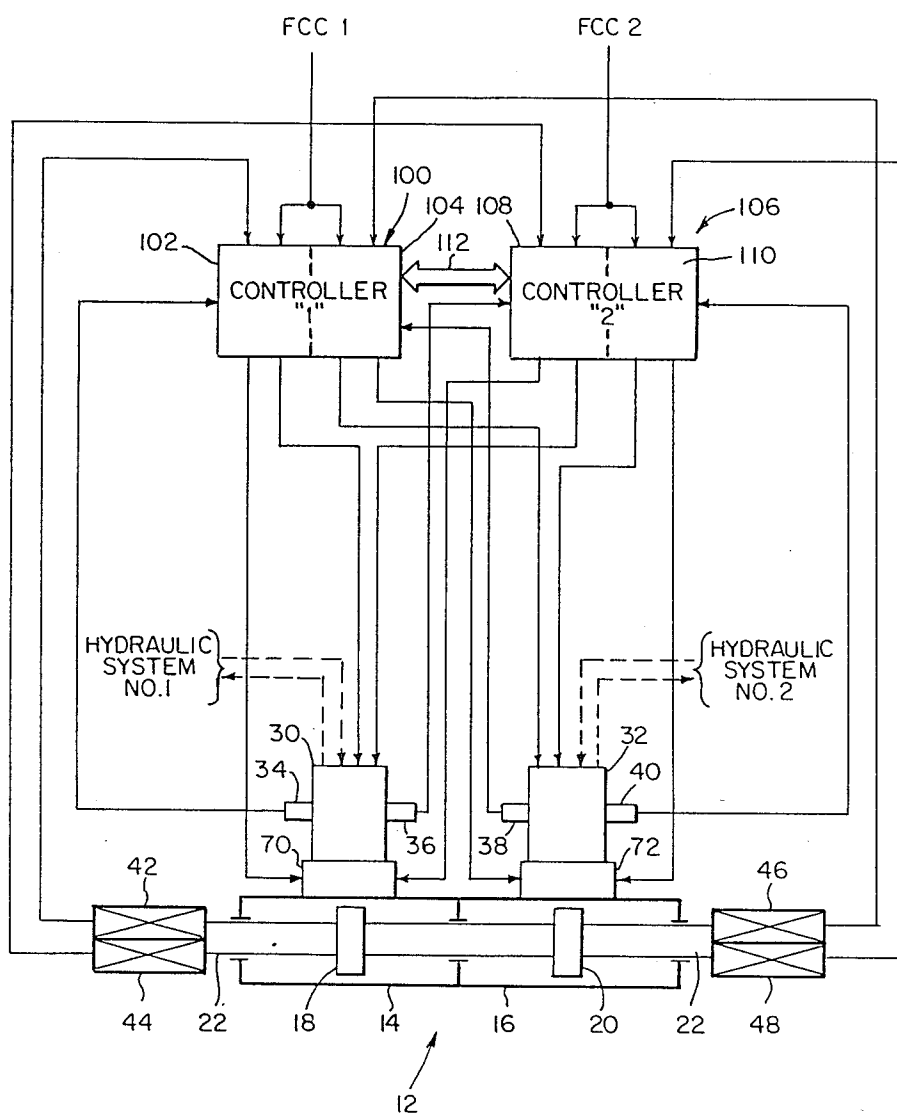 FCC 1
FCC 2
100
104
108
106
102
112
110
CONTROLLER
"1"
CONTROLLER
"2"
HYDRAULIC
SYSTEM
NO.1
HYDRAULIC
SYSTEM
NO.2
30
32
34
40
36
38
70
72
42
46
44
22
18
14
16
20
22
48
12